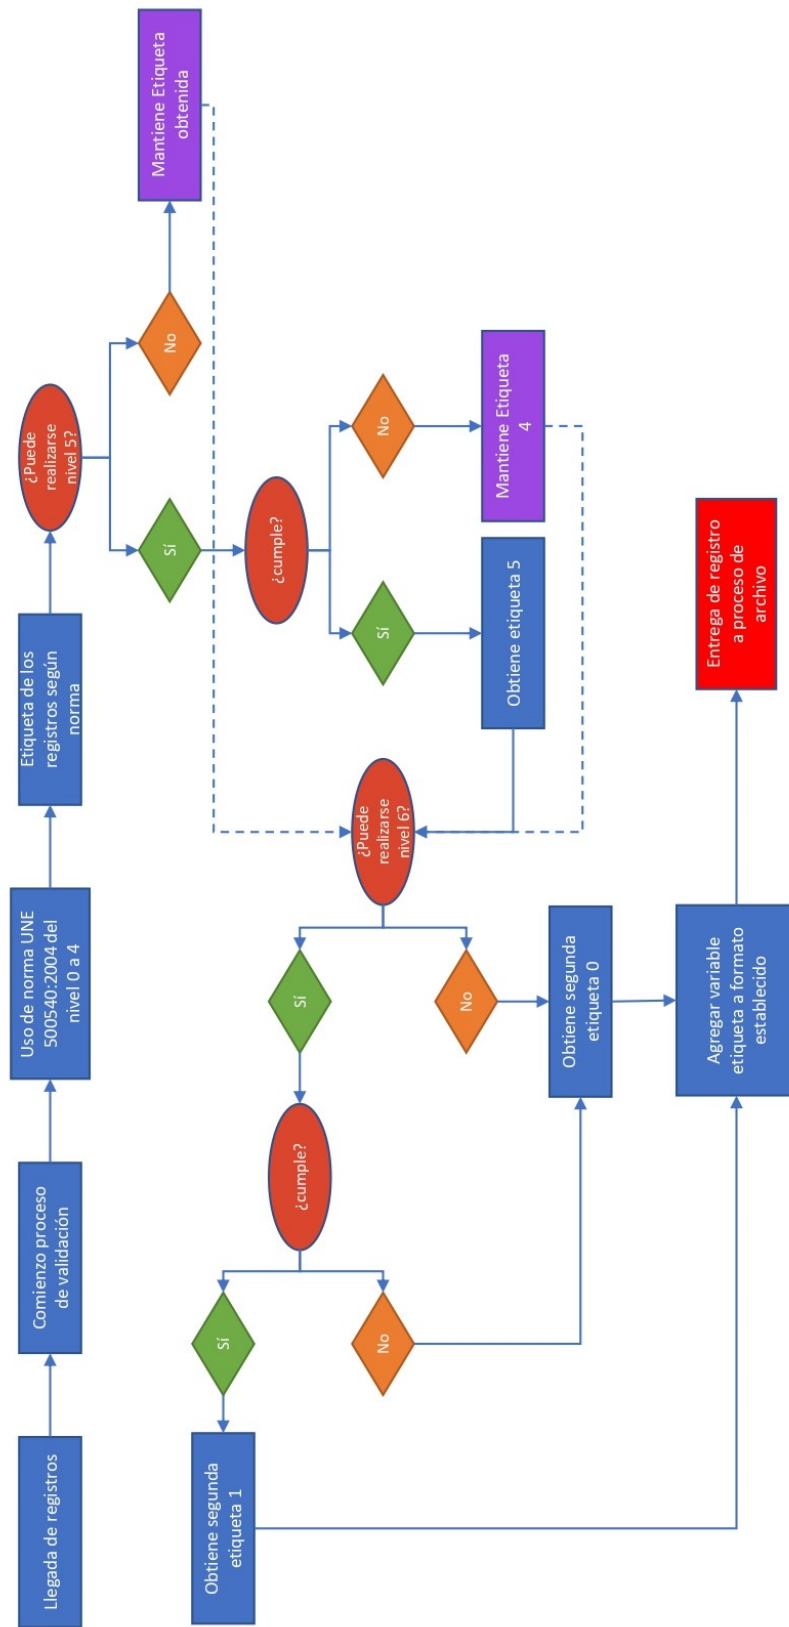 Llegada de registros
Comienzo proceso
de validación
Uso de norma UNE
500540:2004 del
nivel 0 a 4
Etiqueta de los
registros según
norma
¿Puede
realizarse
nivel 5?
Sí
No
Mantiene Etiqueta
obtenida
¿cumple?
Sí
No
Obtiene etiqueta 5
Mantiene Etiqueta
4
¿Puede
realizarse
nivel 6?
Sí
No
¿cumple?
Sí
No
Obtiene segunda
etiqueta 1
Obtiene segunda
etiqueta 0
Agregar variable
etiqueta a formato
establecido
Entrega de registro
a proceso de
archivo